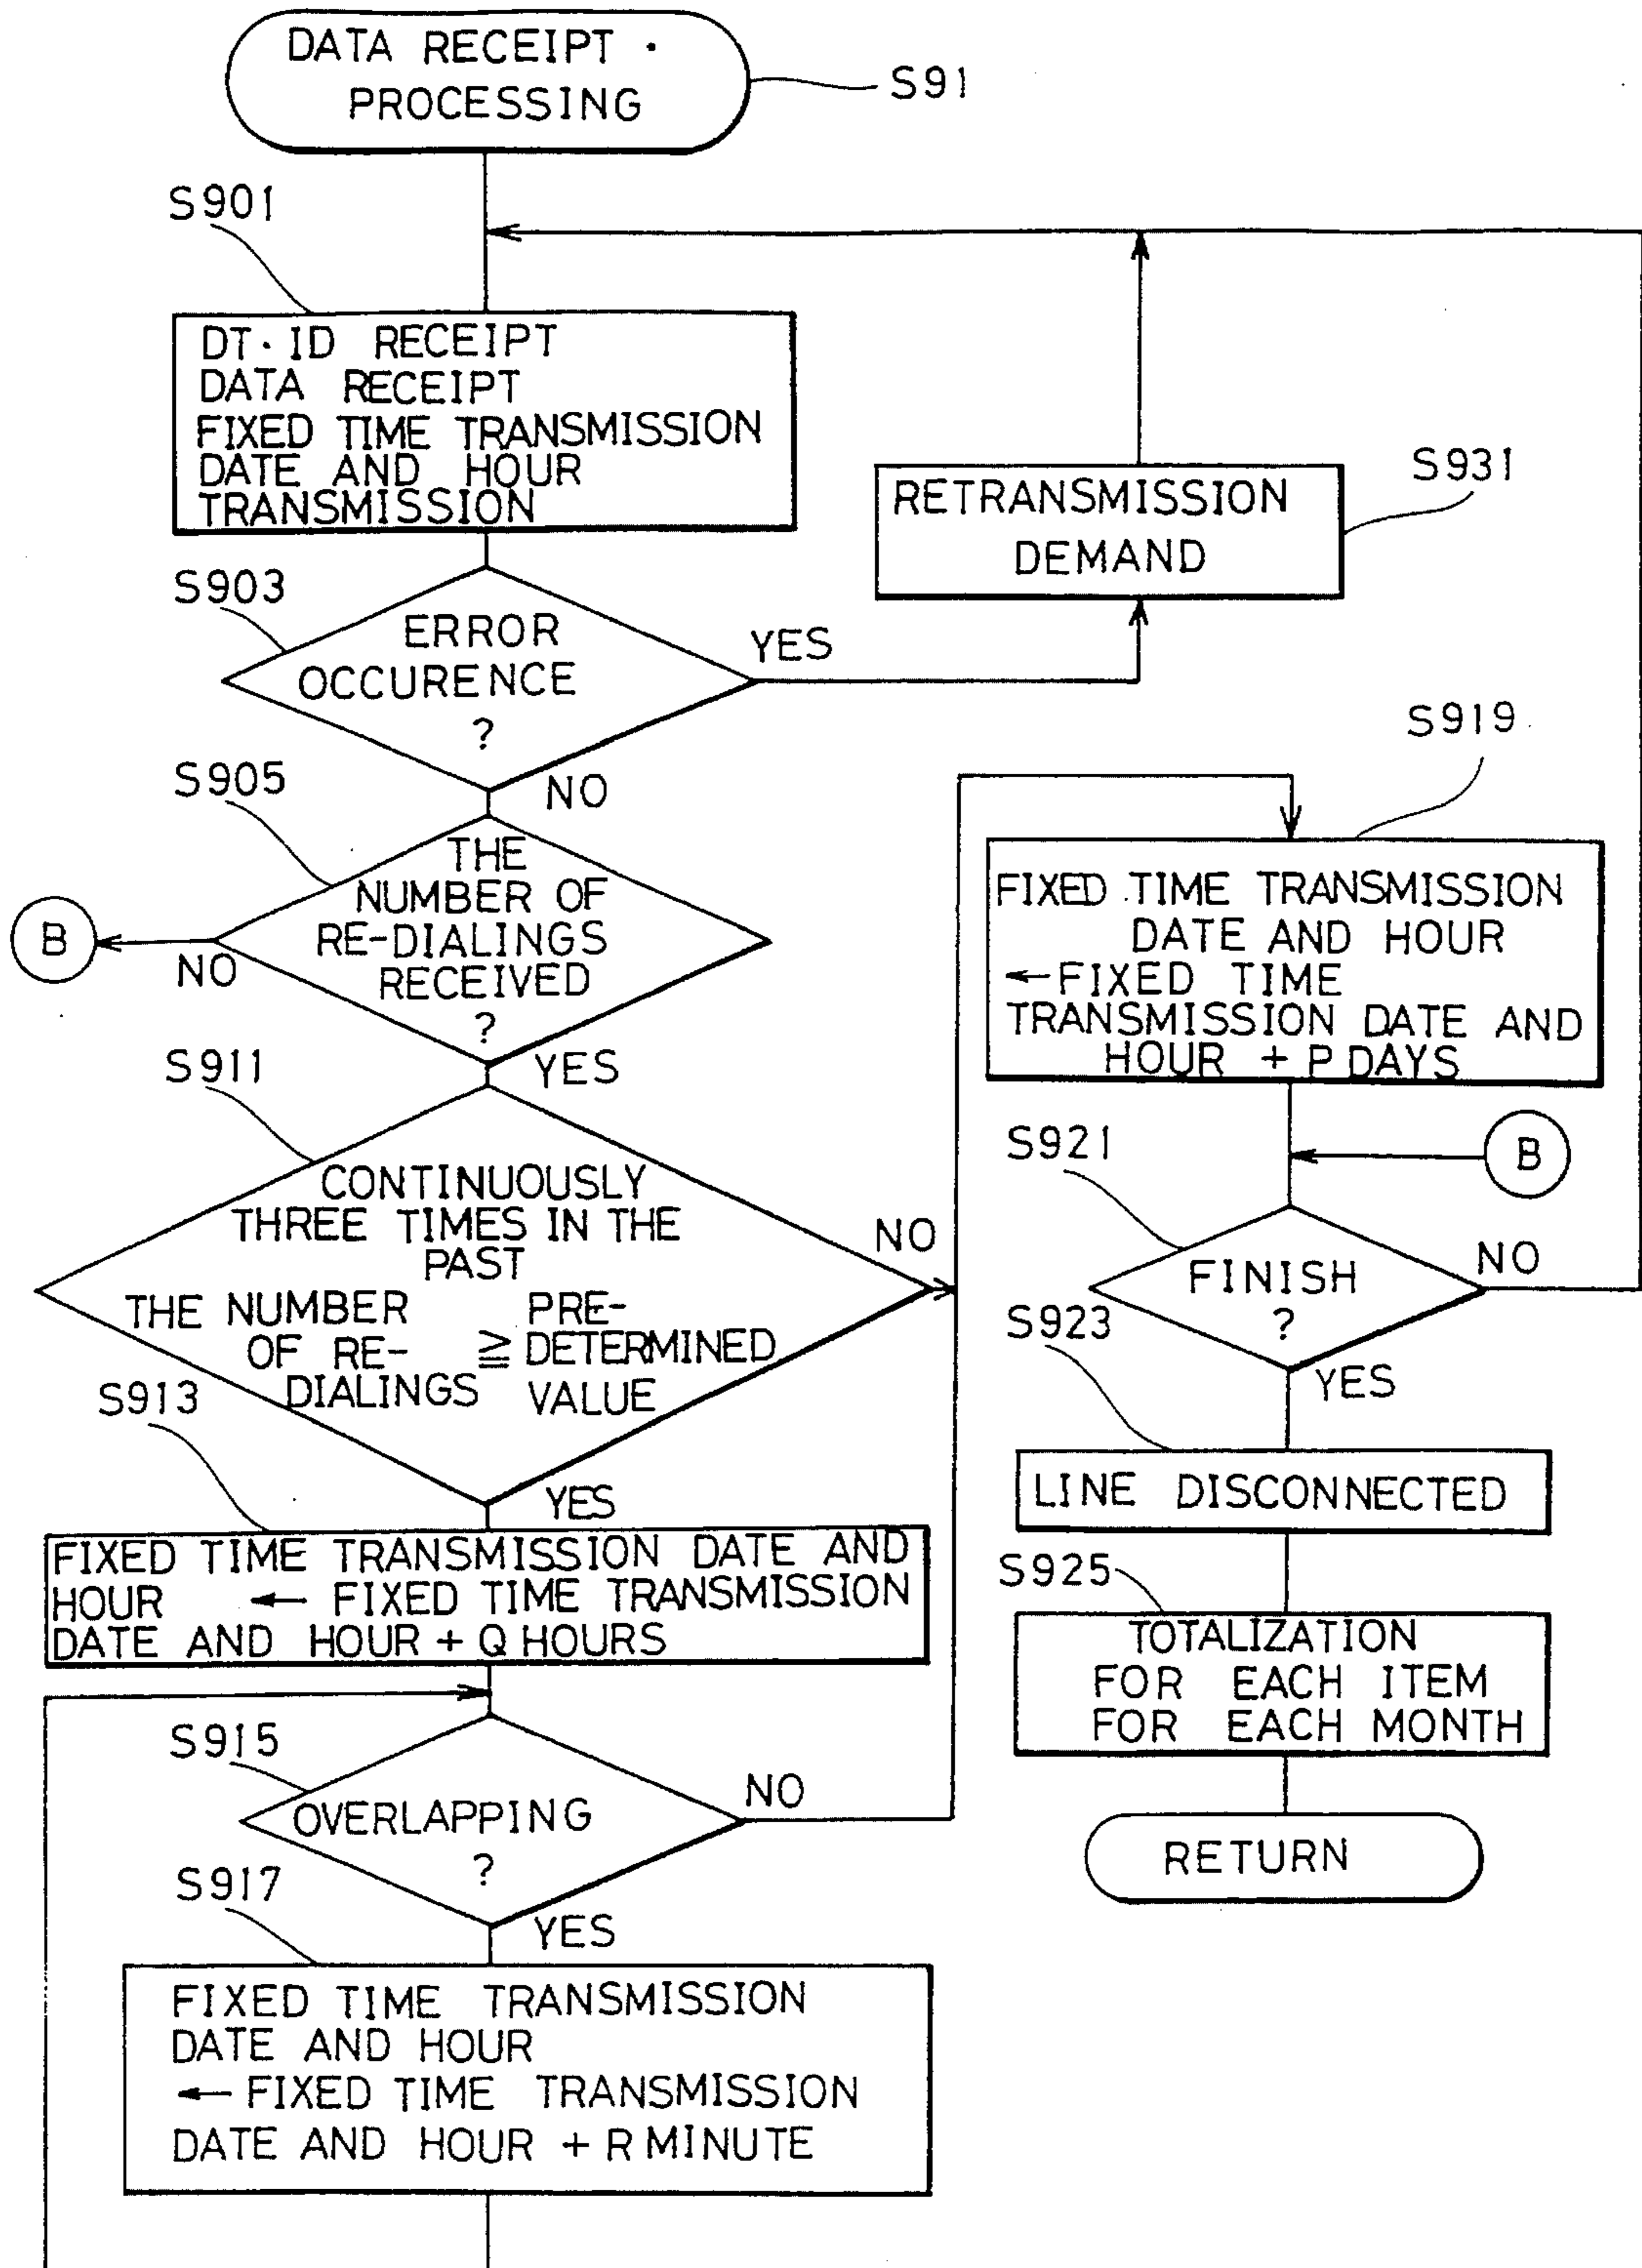 DATA RECEIPT ·
PROCESSING
S91
S901
DT·ID RECEIPT
DATA RECEIPT
FIXED TIME TRANSMISSION
DATE AND HOUR
TRANSMISSION
S931
RETRANSMISSION
DEMAND
S903
ERROR
OCCURENCE
?
YES
NO
S905
THE
NUMBER OF
RE-DIALINGS
RECEIVED
?
B
NO
YES
S911
CONTINUOUSLY
THREE TIMES IN THE
PAST
THE NUMBER
OF RE-
DIALINGS
≧
PRE-
DETERMINED
VALUE
NO
YES
S913
FIXED TIME TRANSMISSION DATE AND
HOUR ← FIXED TIME TRANSMISSION
DATE AND HOUR + Q HOURS
S915
OVERLAPPING
?
NO
YES
S917
FIXED TIME TRANSMISSION
DATE AND HOUR
← FIXED TIME TRANSMISSION
DATE AND HOUR + R MINUTE
S919
FIXED TIME TRANSMISSION
DATE AND HOUR
← FIXED TIME
TRANSMISSION DATE AND
HOUR + P DAYS
B
S921
FINISH
?
NO
YES
S923
LINE DISCONNECTED
S925
TOTALIZATION
FOR EACH ITEM
FOR EACH MONTH
RETURN